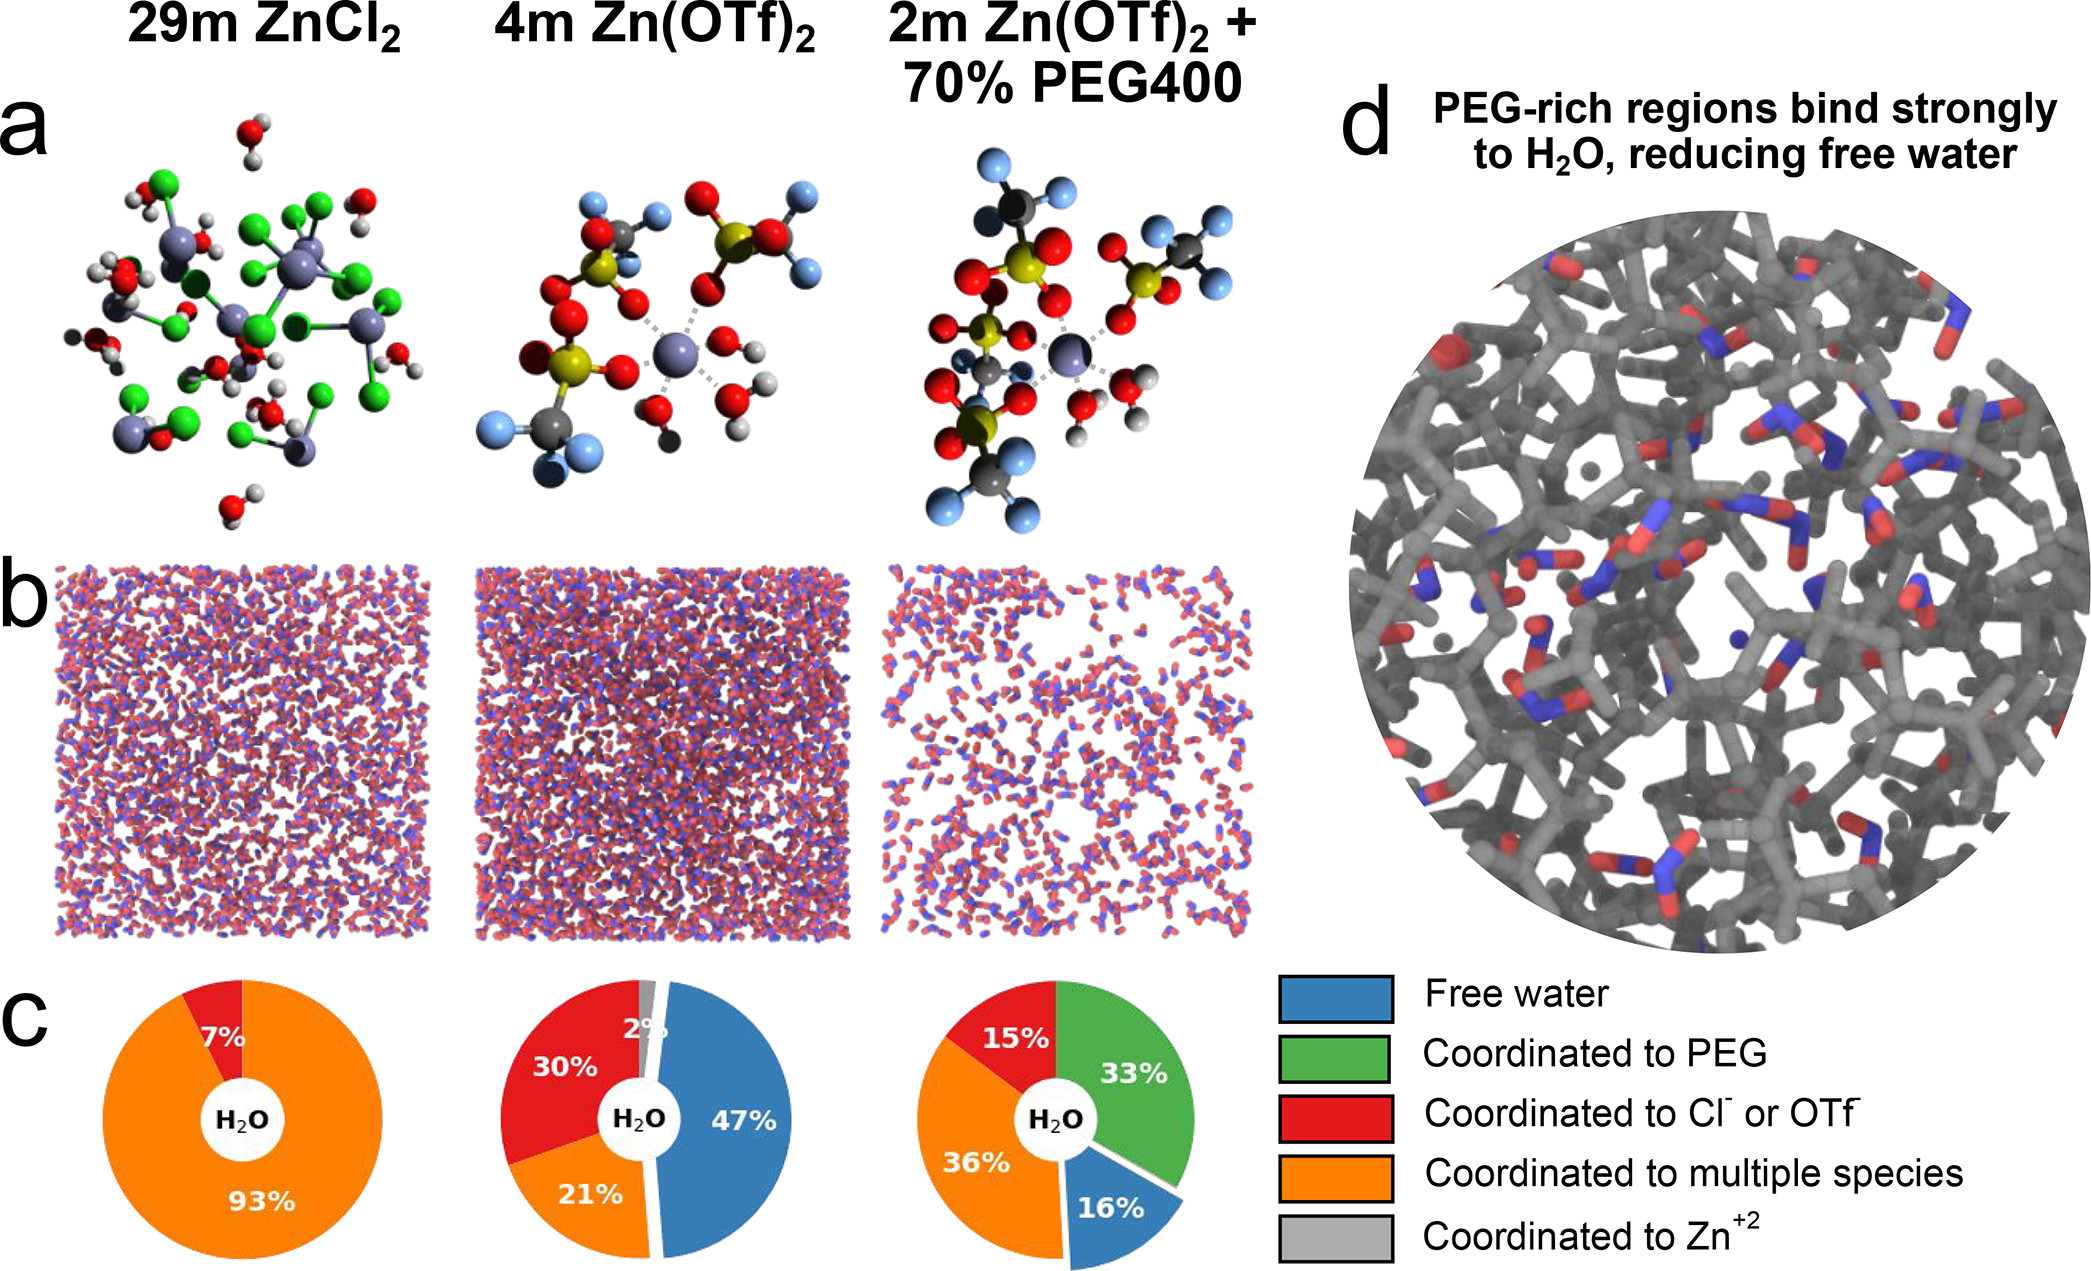 29m ZnCl₂
4m Zn(OTf)₂
2m Zn(OTf)₂ +
70% PEG400
a
b
c
d
PEG-rich regions bind strongly
to H₂O, reducing free water
7%
H₂O
93%
2%
30%
H₂O
47%
21%
15%
33%
H₂O
36%
16%
Free water
Coordinated to PEG
Coordinated to Cl⁻ or OTf⁻
Coordinated to multiple species
Coordinated to Zn⁺²